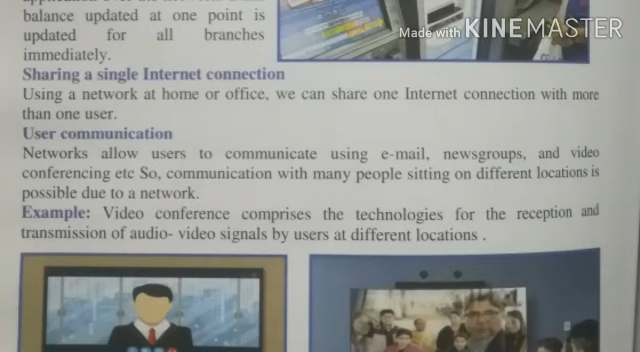 balance updated at one point is
updated for all branches
immediately.
Made with KINEMASTER
Sharing a single Internet connection
Using a network at home or office, we can share one Internet connection with more
than one user.
User communication
Networks allow users to communicate using e-mail, newsgroups, and video
conferencing etc So, communication with many people sitting on different locations is
possible due to a network.
Example: Video conference comprises the technologies for the reception and
transmission of audio- video signals by users at different locations .